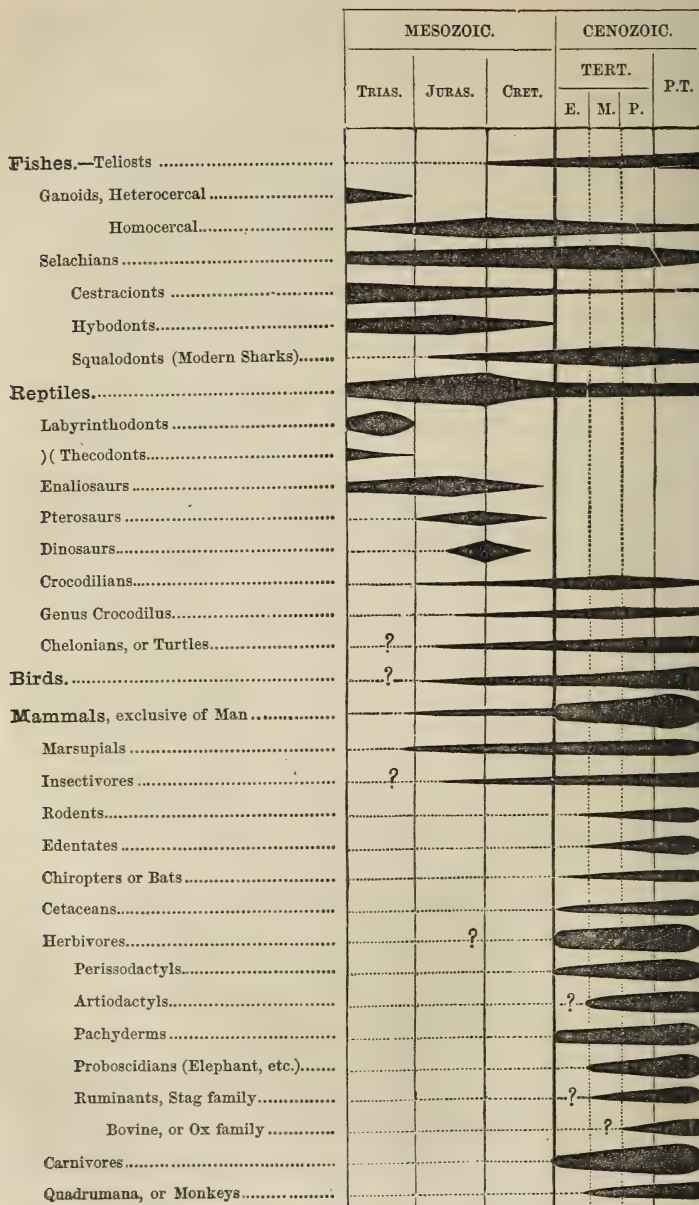 MESOZOIC. CENOZOIC.
TERT.
TRIAS. JURAS. CRET. P.T.
E. M. P.
Fishes.—Teliosts
Ganoids, Heterocercal
Homocercal
Selachians
Cestracionts
Hybodonts
Squalodonts (Modern Sharks)
Reptiles.
Labyrinthodonts
)( Thecodonts
Enaliosaurs
Pterosaurs
Dinosaurs
Crocodilians
Genus Crocodilus
Chelonians, or Turtles ?
Birds. ?
Mammals, exclusive of Man
Marsupials
Insectivores ?
Rodents
Edentates
Chiropters or Bats
Cetaceans
Herbivores ?
Perissodactyls
Artiodactyls ?
Pachyderms
Proboscidians (Elephant, etc.)
Ruminants, Stag family ?
Bovine, or Ox family ?
Carnivores
Quadrumana, or Monkeys